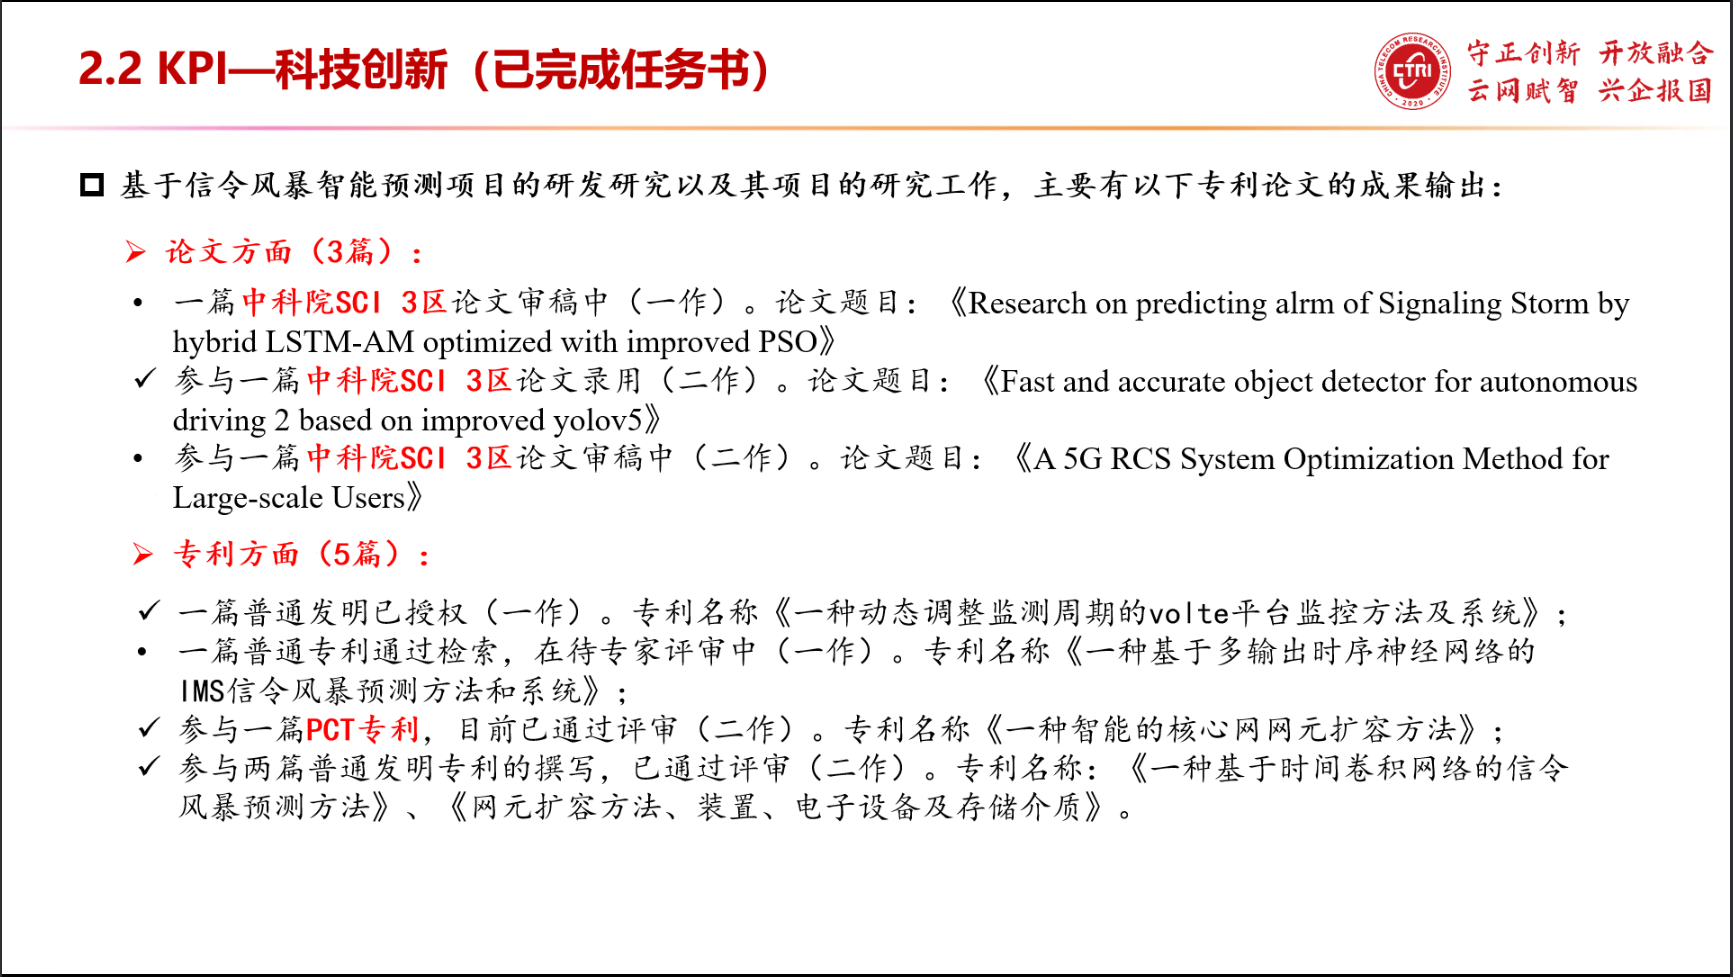 2.2 KPI—科技创新（已完成任务书）
CHINA TELECOM RESEARCH INSTITUTE
CTRI
· 2020 ·
守正创新 开放融合
云网赋智 兴企报国
基于信令风暴智能预测项目的研发研究以及其项目的研究工作，主要有以下专利论文的成果输出：
论文方面（3篇）：
一篇中科院SCI 3区论文审稿中（一作）。论文题目：《Research on predicting alrm of Signaling Storm by
hybrid LSTM-AM optimized with improved PSO》
参与一篇中科院SCI 3区论文录用（二作）。论文题目：《Fast and accurate object detector for autonomous
driving 2 based on improved yolov5》
参与一篇中科院SCI 3区论文审稿中（二作）。论文题目：《A 5G RCS System Optimization Method for
Large-scale Users》
专利方面（5篇）：
一篇普通发明已授权（一作）。专利名称《一种动态调整监测周期的volte平台监控方法及系统》；
一篇普通专利通过检索，在待专家评审中（一作）。专利名称《一种基于多输出时序神经网络的
IMS信令风暴预测方法和系统》；
参与一篇PCT专利，目前已通过评审（二作）。专利名称《一种智能的核心网网元扩容方法》；
参与两篇普通发明专利的撰写，已通过评审（二作）。专利名称：《一种基于时间卷积网络的信令
风暴预测方法》、《网元扩容方法、装置、电子设备及存储介质》。